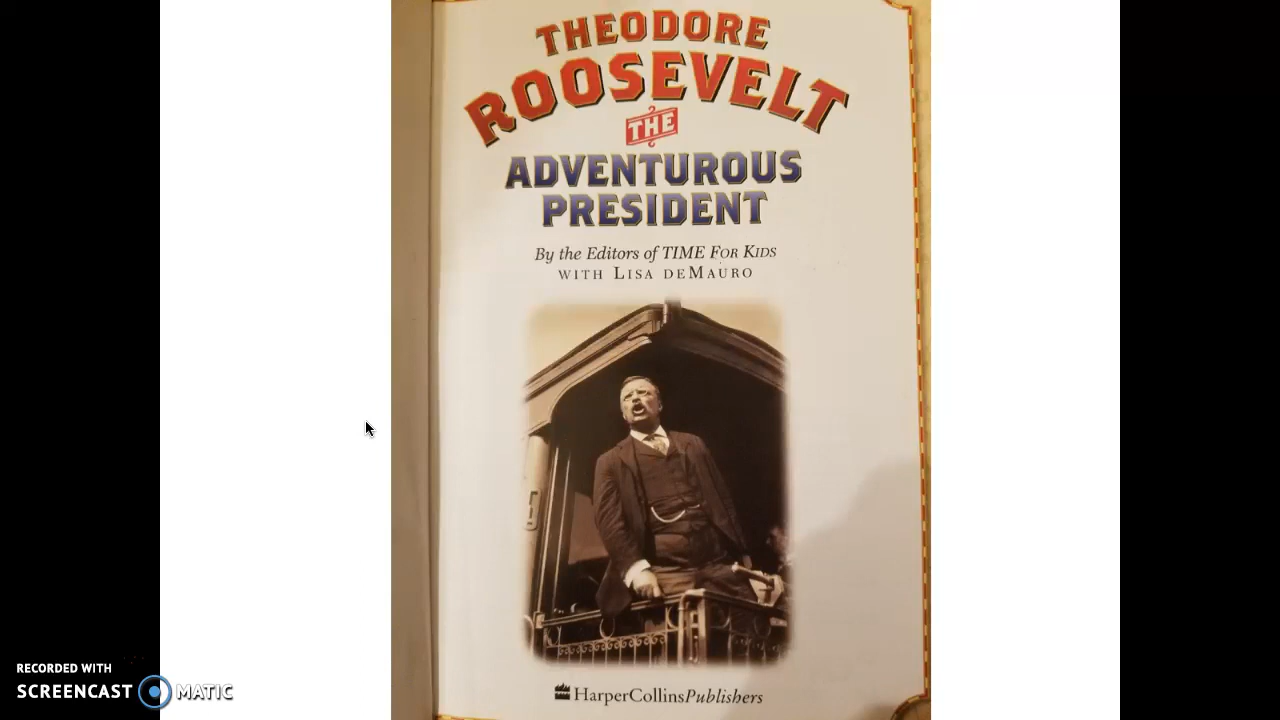 THEODORE
ROOSEVELT
THE
ADVENTUROUS
PRESIDENT
By the Editors of TIME FOR KIDS
WITH LISA DEMAURO
HarperCollinsPublishers
RECORDED WITH
SCREENCAST MATIC